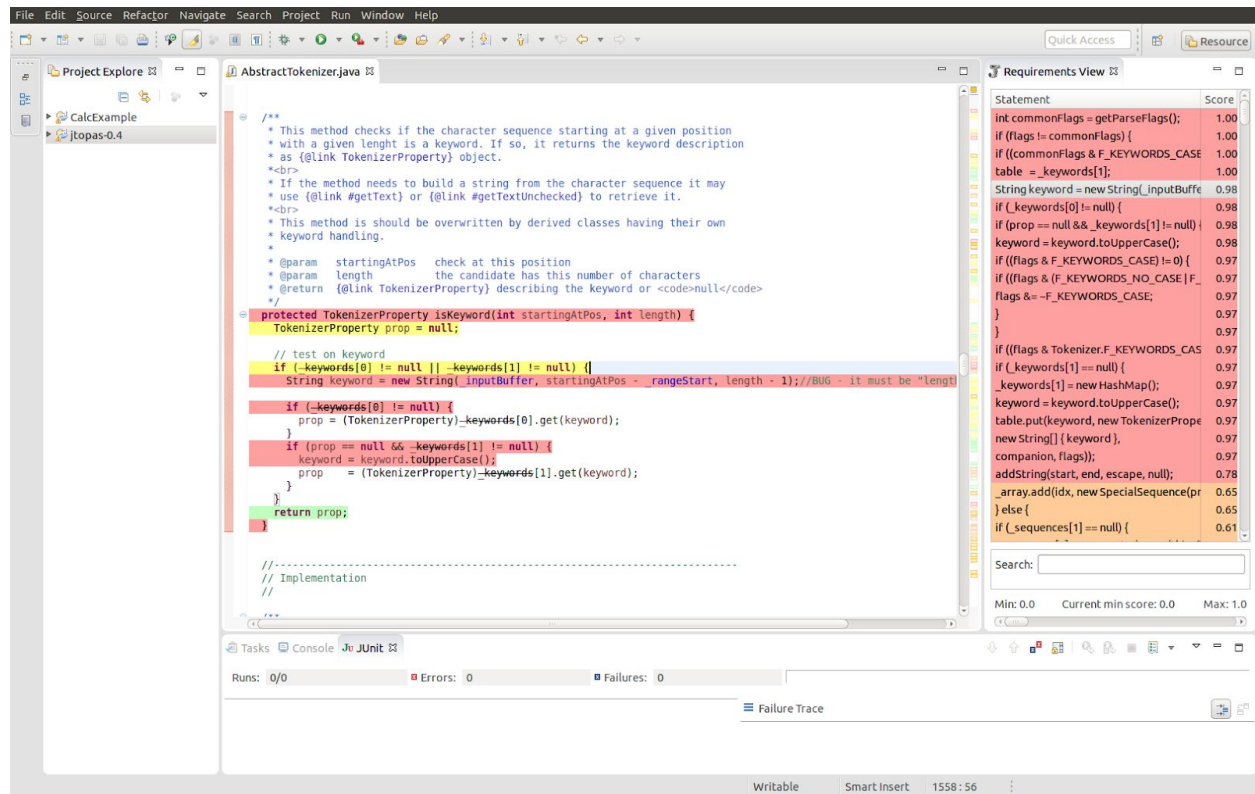 File Edit Source Refactor Navigate Search Project Run Window Help
Quick Access
Resource
Project Explore
CalcExample
jtopas-0.4
AbstractTokenizer.java
/**
* This method checks if the character sequence starting at a given position
* with a given lenght is a keyword. If so, it returns the keyword description
* as {@link TokenizerProperty} object.
*<br>
* If the method needs to build a string from the character sequence it may
* use {@link #getText} or {@link #getTextUnchecked} to retrieve it.
*<br>
* This method is should be overwritten by derived classes having their own
* keyword handling.
*
* @param startingAtPos check at this position
* @param length the candidate has this number of characters
* @return {@link TokenizerProperty} describing the keyword or <code>null</code>
*/
protected TokenizerProperty isKeyword(int startingAtPos, int length) {
TokenizerProperty prop = null;
// test on keyword
if (_keywords[0] != null || _keywords[1] != null) {
String keyword = new String(_inputBuffer, startingAtPos - _rangeStart, length - 1);//BUG - it must be "lengt
if (_keywords[0] != null) {
prop = (TokenizerProperty)_keywords[0].get(keyword);
}
if (prop == null && _keywords[1] != null) {
keyword = keyword.toUpperCase();
prop = (TokenizerProperty)_keywords[1].get(keyword);
}
}
return prop;
}
//---------------------------------------------------------------------------
// Implementation
//
/**
Requirements View
Statement Score
int commonFlags = getParseFlags(); 1.00
if (flags != commonFlags) { 1.00
if ((commonFlags & F_KEYWORDS_CASE 1.00
table = _keywords[1]; 1.00
String keyword = new String(_inputBuffe 0.98
if (_keywords[0] != null) { 0.98
if (prop == null && _keywords[1] != null) { 0.98
keyword = keyword.toUpperCase(); 0.98
if ((flags & F_KEYWORDS_CASE) != 0) { 0.97
if ((flags & (F_KEYWORDS_NO_CASE | F_ 0.97
flags &= ~F_KEYWORDS_CASE; 0.97
} 0.97
} 0.97
if ((flags & Tokenizer.F_KEYWORDS_CAS 0.97
if (_keywords[1] == null) { 0.97
_keywords[1] = new HashMap(); 0.97
keyword = keyword.toUpperCase(); 0.97
table.put(keyword, new TokenizerPrope 0.97
new String[] { keyword }, 0.97
companion, flags)); 0.97
addString(start, end, escape, null); 0.78
_array.add(idx, new SpecialSequence(pr 0.65
} else { 0.65
if (_sequences[1] == null) { 0.61
Search:
Min: 0.0 Current min score: 0.0 Max: 1.0
Tasks Console Ju JUnit
Runs: 0/0 Errors: 0 Failures: 0
Failure Trace
Writable Smart Insert 1558 : 56